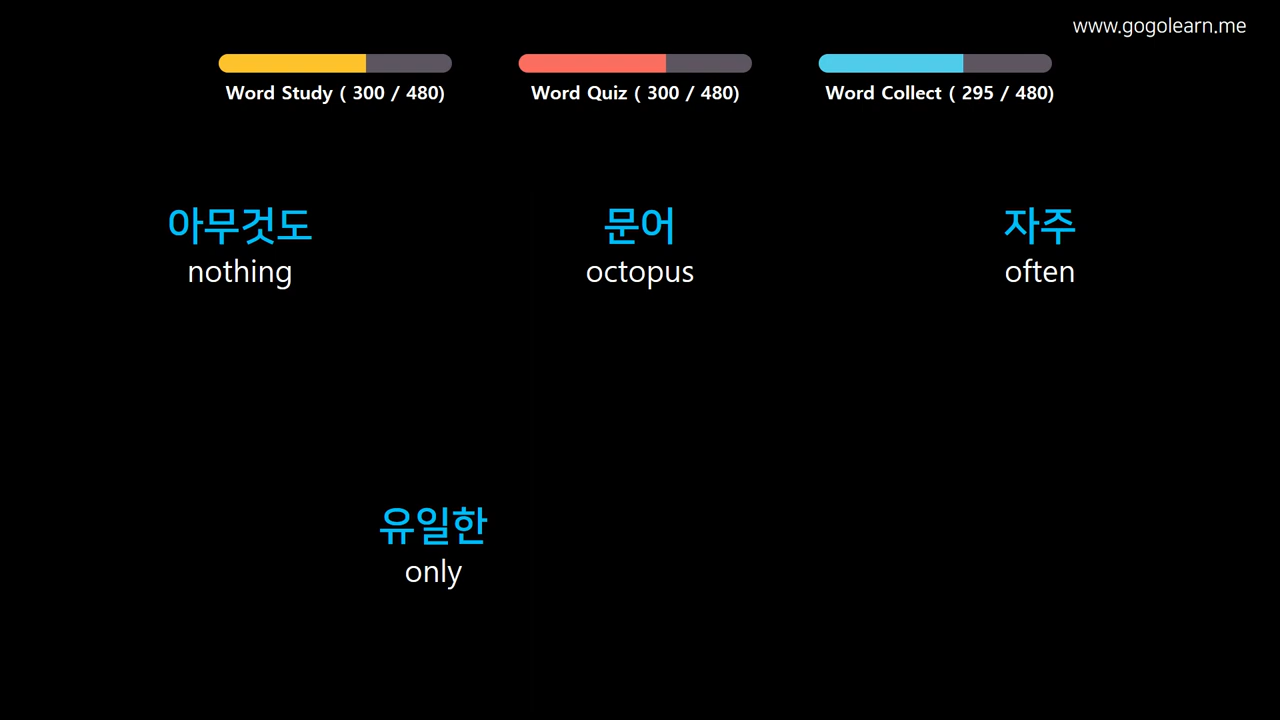 www.gogolearn.me
Word Study ( 300 / 480)
Word Quiz ( 300 / 480)
Word Collect ( 295 / 480)
아무것도
nothing
문어
octopus
자주
often
유일한
only